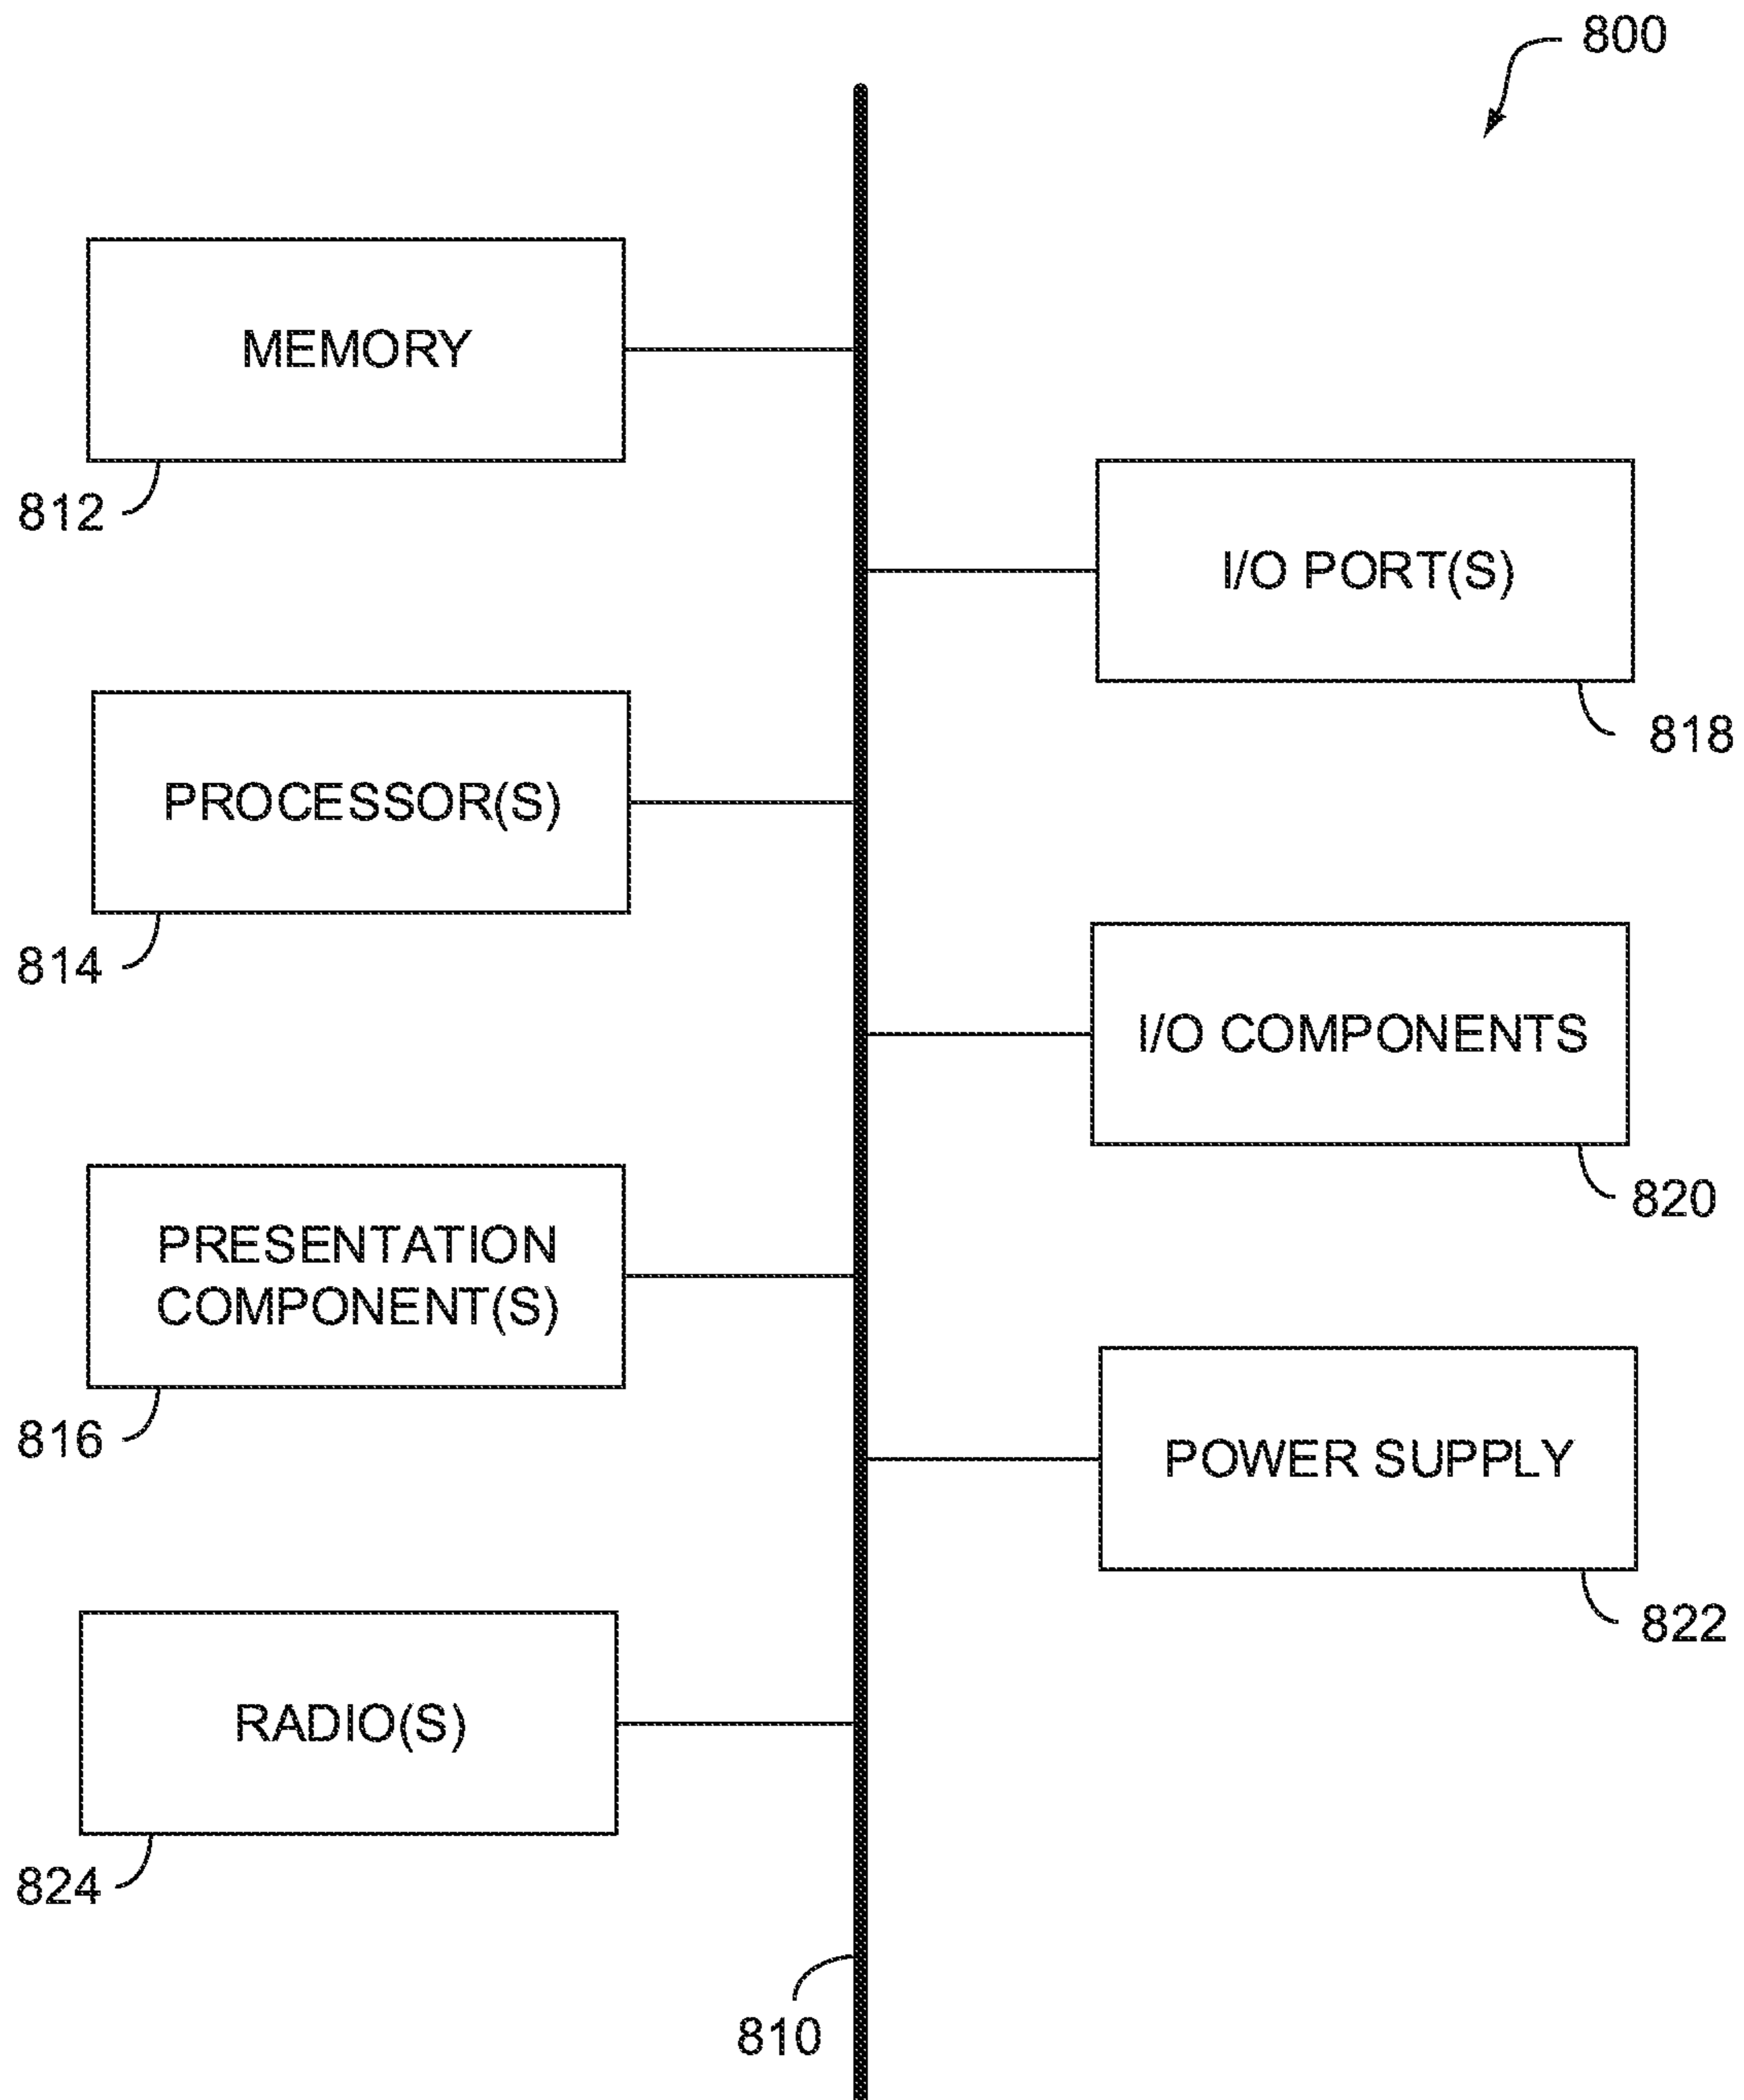 800
MEMORY
812
I/O PORT(S)
818
PROCESSOR(S)
814
I/O COMPONENTS
820
PRESENTATION
COMPONENT(S)
816
POWER SUPPLY
822
RADIO(S)
824
810